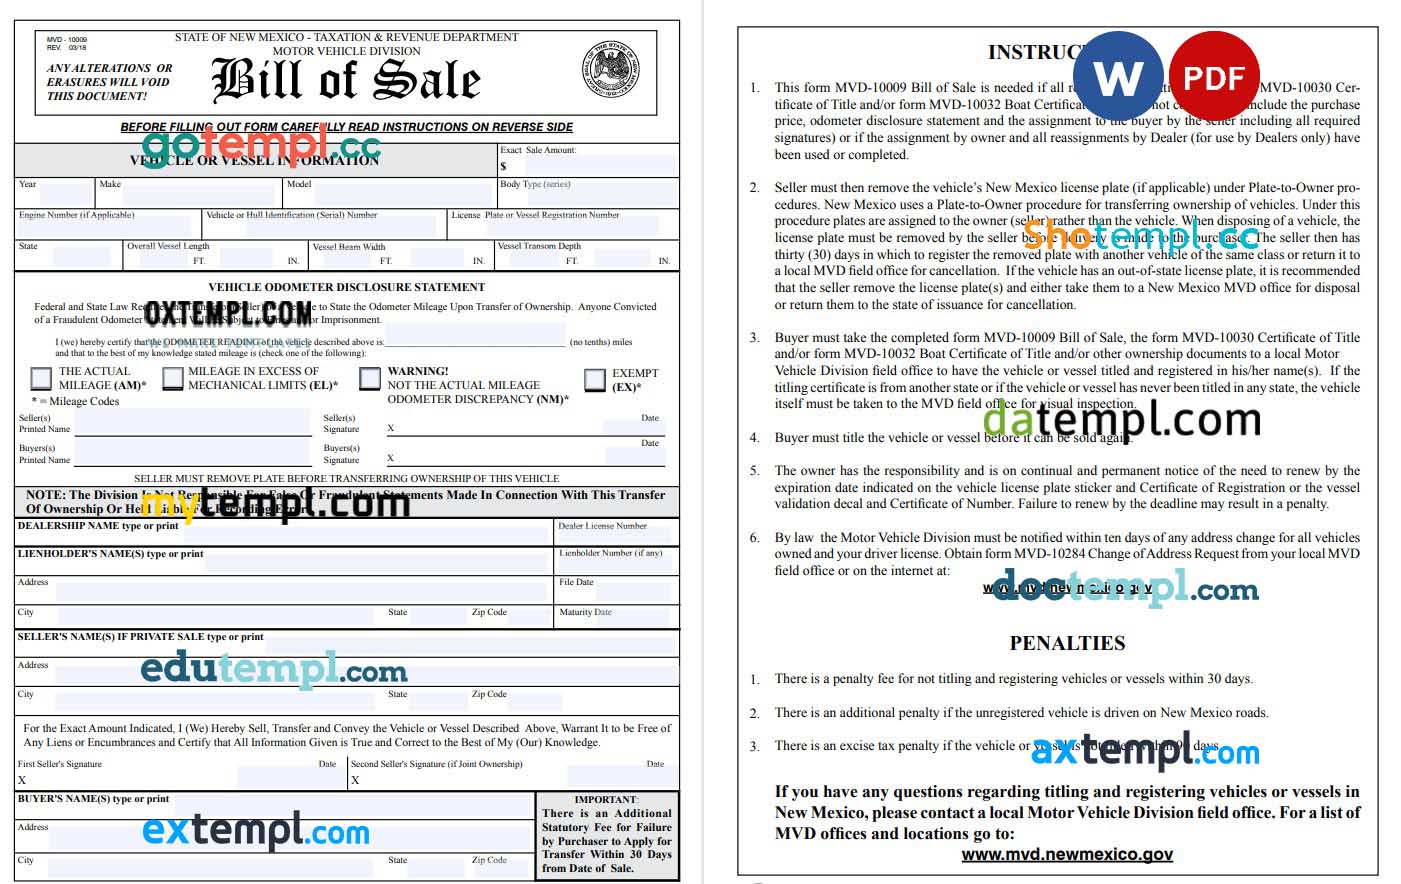 MVD - 10009
REV. 03/18
ANY ALTERATIONS OR
ERASURES WILL VOID
THIS DOCUMENT!
STATE OF NEW MEXICO - TAXATION & REVENUE DEPARTMENT
MOTOR VEHICLE DIVISION
Bill of Sale
BEFORE FILLING OUT FORM CAREFULLY READ INSTRUCTIONS ON REVERSE SIDE
gotempl.cc
VEHICLE OR VESSEL INFORMATION
Exact Sale Amount:
$
Year
Make
Model
Body Type (series)
Engine Number (if Applicable)
Vehicle or Hull Identification (Serial) Number
License Plate or Vessel Registration Number
State
Overall Vessel Length
FT. IN.
Vessel Beam Width
FT. IN.
Vessel Transom Depth
FT. IN.
VEHICLE ODOMETER DISCLOSURE STATEMENT
Federal and State Law to State the Odometer Mileage Upon Transfer of Ownership. Anyone Convicted
of a Fraudulent Odometer or Imprisonment.
OXTEMPL.COM
I (we) hereby certify that the ODOMETER READING of the vehicle described above is: (no tenths) miles
and that to the best of my knowledge stated mileage is (check one of the following):
THE ACTUAL
MILEAGE (AM)*
MILEAGE IN EXCESS OF
MECHANICAL LIMITS (EL)*
WARNING!
NOT THE ACTUAL MILEAGE
ODOMETER DISCREPANCY (NM)*
EXEMPT
(EX)*
* = Mileage Codes
Seller(s)
Printed Name
Seller(s)
Signature
X
Date
Buyers(s)
Printed Name
Buyers(s)
Signature
X
Date
SELLER MUST REMOVE PLATE BEFORE TRANSFERRING OWNERSHIP OF THIS VEHICLE
NOTE: The Division Is Not Responsible For False Or Fraudulent Statements Made In Connection With This Transfer
Of Ownership Or Held Liable For Recording Errors
mytempl.com
DEALERSHIP NAME type or print
Dealer License Number
LIENHOLDER'S NAME(S) type or print
Lienholder Number (if any)
Address
File Date
City State Zip Code
Maturity Date
SELLER'S NAME(S) IF PRIVATE SALE type or print
Address
edutempl.com
City State Zip Code
For the Exact Amount Indicated, I (We) Hereby Sell, Transfer and Convey the Vehicle or Vessel Described Above, Warrant It to be Free of
Any Liens or Encumbrances and Certify that All Information Given is True and Correct to the Best of My (Our) Knowledge.
First Seller's Signature Date
X
Second Seller's Signature (if Joint Ownership) Date
X
BUYER'S NAME(S) type or print
Address
extempl.com
City State Zip Code
IMPORTANT:
There is an Additional
Statutory Fee for Failure
by Purchaser to Apply for
Transfer Within 30 Days
from Date of Sale.
W
PDF
1. This form MVD-10009 Bill of Sale is needed if all MVD-10030 Cer-
tificate of Title and/or form MVD-10032 Boat not include the purchase
price, odometer disclosure statement and the assignment to the buyer by the seller including all required
signatures) or if the assignment by owner and all reassignments by Dealer (for use by Dealers only) have
been used or completed.
2. Seller must then remove the vehicle's New Mexico license plate (if applicable) under Plate-to-Owner pro-
cedures. New Mexico uses a Plate-to-Owner procedure for transferring ownership of vehicles. Under this
procedure plates are assigned to the owner (seller) rather than the vehicle. When disposing of a vehicle, the
license plate must be removed by the seller before delivery is made to the purchaser. The seller then has
Shotempl.cc
thirty (30) days in which to register the removed plate with another vehicle of the same class or return it to
a local MVD field office for cancellation. If the vehicle has an out-of-state license plate, it is recommended
that the seller remove the license plate(s) and either take them to a New Mexico MVD office for disposal
or return them to the state of issuance for cancellation.
3. Buyer must take the completed form MVD-10009 Bill of Sale, the form MVD-10030 Certificate of Title
and/or form MVD-10032 Boat Certificate of Title and/or other ownership documents to a local Motor
Vehicle Division field office to have the vehicle or vessel titled and registered in his/her name(s). If the
titling certificate is from another state or if the vehicle or vessel has never been titled in any state, the vehicle
itself must be taken to the MVD field office for visual inspection.
datempl.com
4. Buyer must title the vehicle or vessel before it can be sold again.
5. The owner has the responsibility and is on continual and permanent notice of the need to renew by the
expiration date indicated on the vehicle license plate sticker and Certificate of Registration or the vessel
validation decal and Certificate of Number. Failure to renew by the deadline may result in a penalty.
6. By law the Motor Vehicle Division must be notified within ten days of any address change for all vehicles
owned and your driver license. Obtain form MVD-10284 Change of Address Request from your local MVD
field office or on the internet at:
www.mvd.newmexico.gov
doctempl.com
PENALTIES
1. There is a penalty fee for not titling and registering vehicles or vessels within 30 days.
2. There is an additional penalty if the unregistered vehicle is driven on New Mexico roads.
3. There is an excise tax penalty if the vehicle or vessel is not titled within 90 days.
axtempl.com
If you have any questions regarding titling and registering vehicles or vessels in
New Mexico, please contact a local Motor Vehicle Division field office. For a list of
MVD offices and locations go to:
www.mvd.newmexico.gov